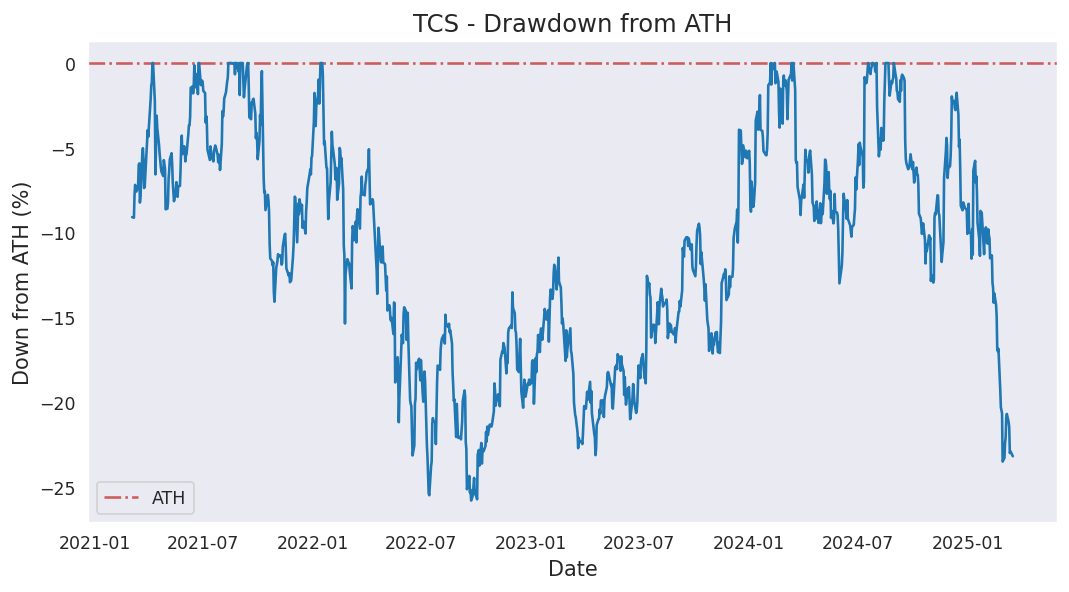 TCS - Drawdown from ATH
Down from ATH (%)
0
−5
−10
−15
−20
−25
ATH
2021-01 2021-07 2022-01 2022-07 2023-01 2023-07 2024-01 2024-07 2025-01
Date